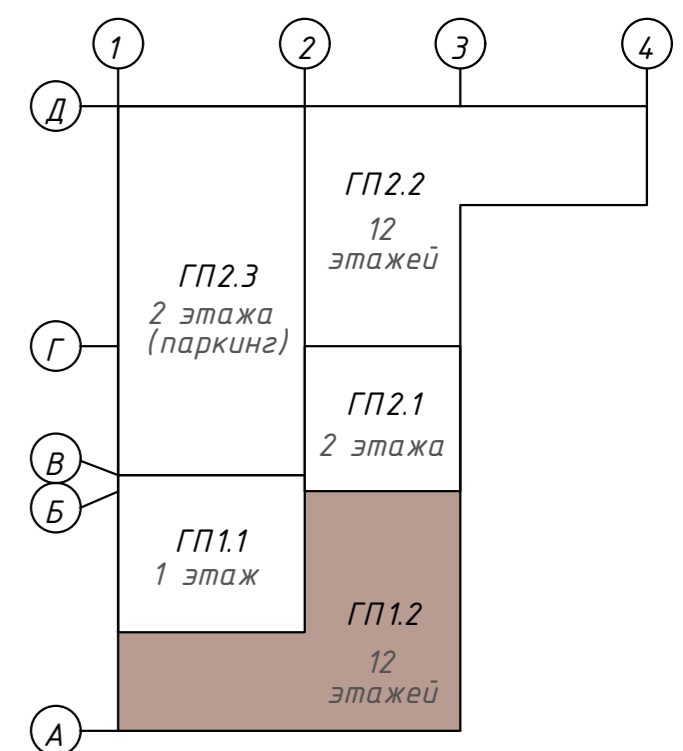 1
2
3
4
Д
ГП2.2
12
этажей
ГП2.3
2 этажа
(паркинг)
Г
ГП2.1
2 этажа
В
Б
ГП1.1
1 этаж
ГП1.2
12
этажей
А